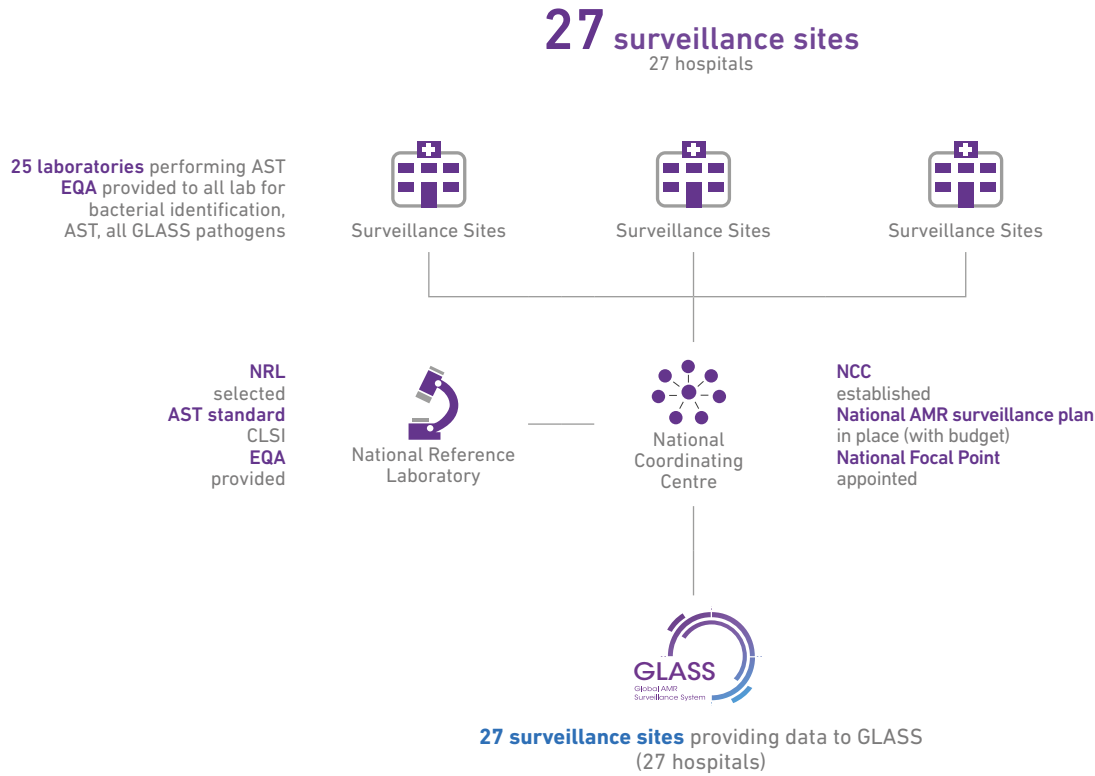 27 surveillance sites
27 hospitals
25 laboratories performing AST
EQA provided to all lab for
bacterial identification,
AST, all GLASS pathogens
Surveillance Sites
Surveillance Sites
Surveillance Sites
NRL
selected
AST standard
CLSI
EQA
provided
National Reference
Laboratory
National
Coordinating
Centre
NCC
established
National AMR surveillance plan
in place (with budget)
National Focal Point
appointed
GLASS
Global AMR
Surveillance System
27 surveillance sites providing data to GLASS
(27 hospitals)